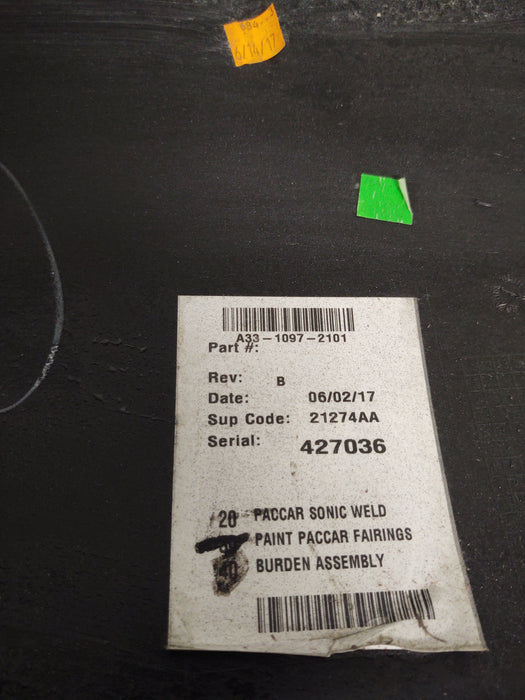 6/14/17
A33-1097-2101
Part #:
Rev: B
Date: 06/02/17
Sup Code: 21274AA
Serial: 427036
20 PACCAR SONIC WELD
PAINT PACCAR FAIRINGS
BURDEN ASSEMBLY